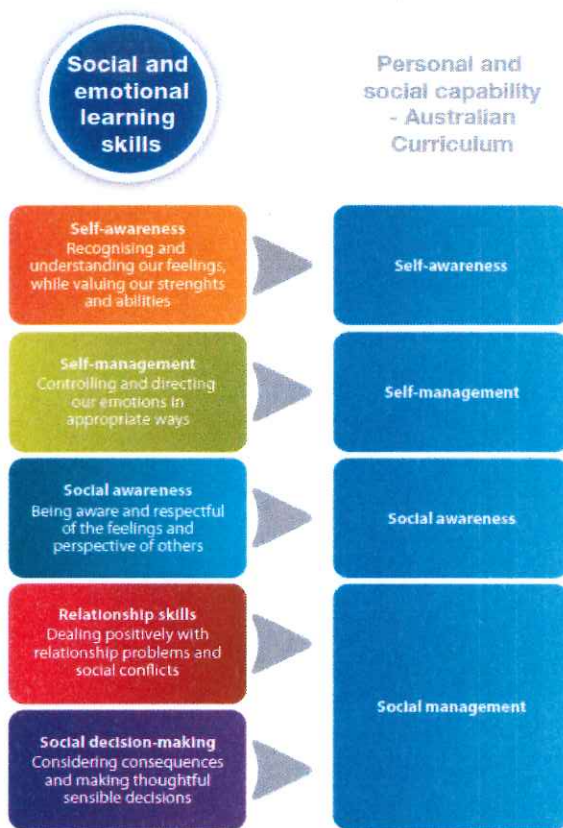 Social and
emotional
learning
skills
Personal and
social capability
- Australian
Curriculum
Self-awareness
Recognising and
understanding our feelings,
while valuing our strenghts
and abilities
Self-awareness
Self-management
Controlling and directing
our emotions in
appropriate ways
Self-management
Social awareness
Being aware and respectful
of the feelings and
perspective of others
Social awareness
Relationship skills
Dealing positively with
relationship problems and
social conflicts
Social decision-making
Considering consequences
and making thoughtful
sensible decisions
Social management